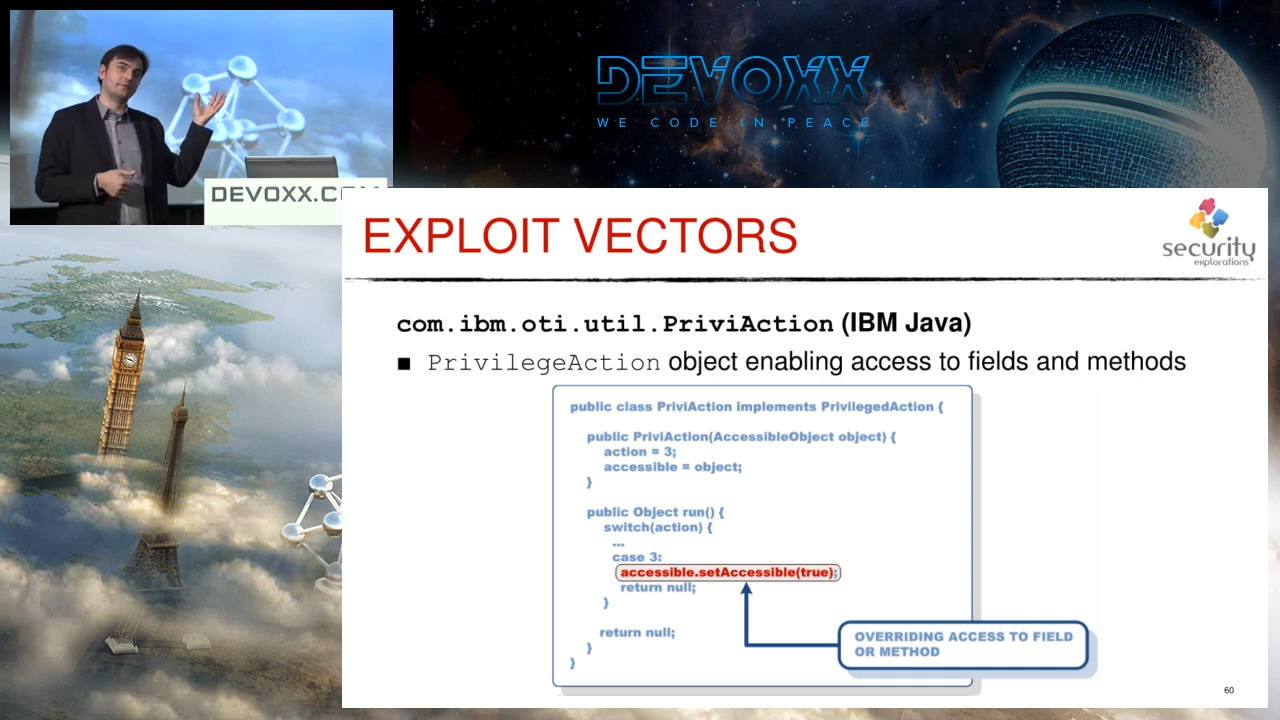 DEVOXX
WE CODE IN PEACE
DEVOXX.COM
EXPLOIT VECTORS
security
explorations
com.ibm.oti.util.PriviAction (IBM Java)
■ PrivilegeAction object enabling access to fields and methods
public class PriviAction implements PrivilegedAction {
public PriviAction(AccessibleObject object) {
action = 3;
accessible = object;
}
public Object run() {
switch(action) {
...
case 3:
accessible.setAccessible(true);
return null;
}
return null;
}
}
OVERRIDING ACCESS TO FIELD
OR METHOD
60